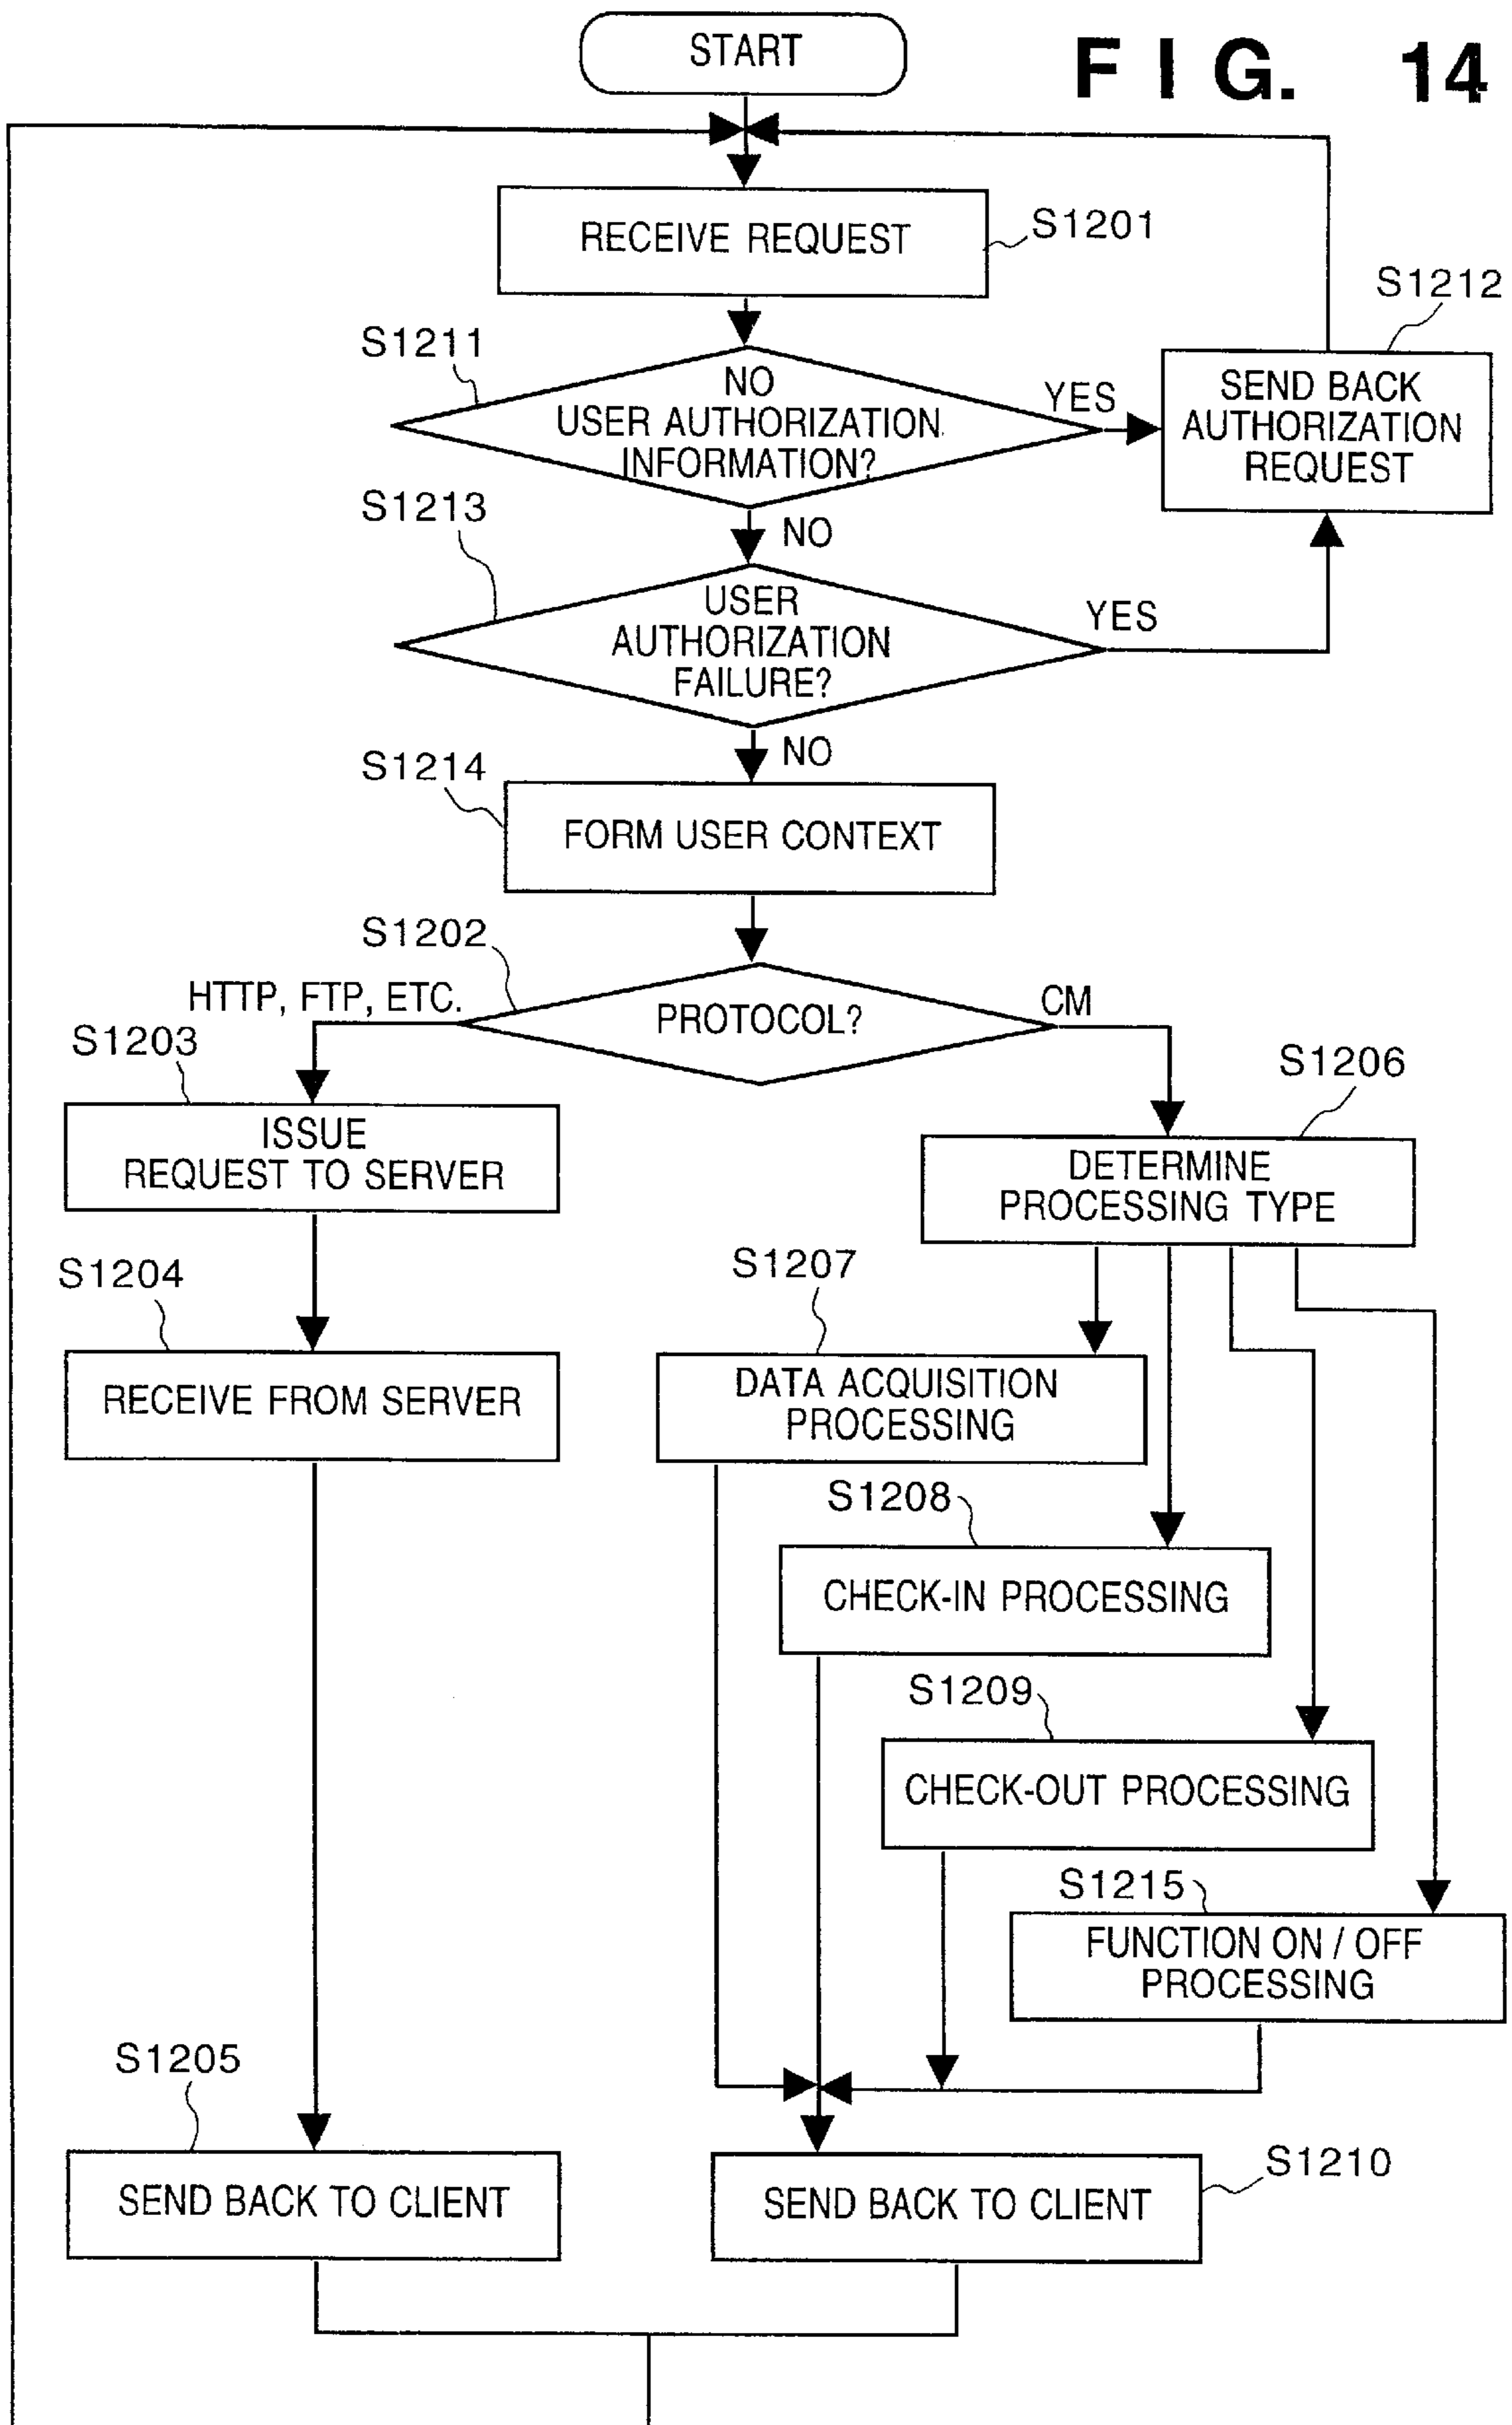 START
FIG. 14
RECEIVE REQUEST
S1201
S1212
S1211
NO
USER AUTHORIZATION
INFORMATION?
YES
SEND BACK
AUTHORIZATION
REQUEST
S1213
NO
USER
AUTHORIZATION
FAILURE?
YES
NO
S1214
FORM USER CONTEXT
S1202
HTTP, FTP, ETC.
PROTOCOL?
CM
S1203
S1206
ISSUE
REQUEST TO SERVER
DETERMINE
PROCESSING TYPE
S1204
S1207
RECEIVE FROM SERVER
DATA ACQUISITION
PROCESSING
S1208
CHECK-IN PROCESSING
S1209
CHECK-OUT PROCESSING
S1215
FUNCTION ON / OFF
PROCESSING
S1205
S1210
SEND BACK TO CLIENT
SEND BACK TO CLIENT